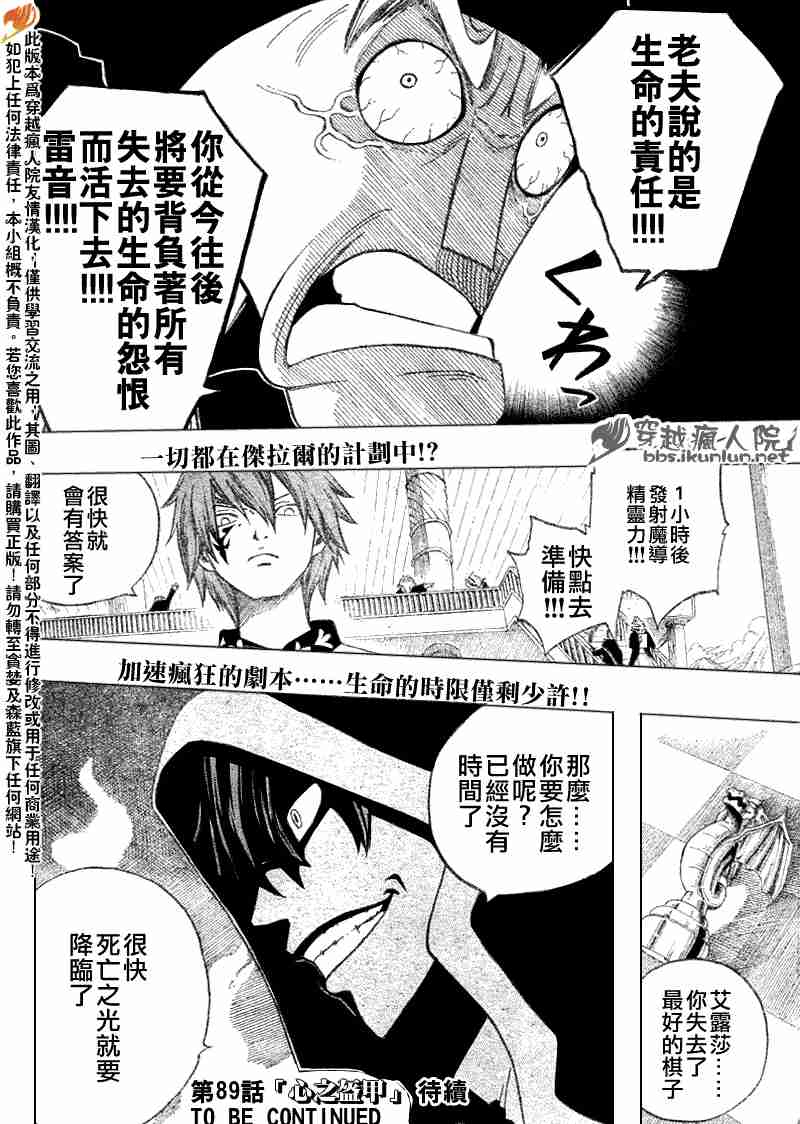 老夫說的是
生命的責任!!!!
你從今往後
將要背負著所有
失去的生命的怨恨
而活下去!!!!
雷音!!!!
くわっ
穿越瘋人院
bbs.ikunlun.net
一切都在傑拉爾的計劃中!?
1小時後
發射魔導
精靈力!!!
快點去
準備!!!
很快就
會有答案了
加速瘋狂的劇本……生命的時限僅剩少許!!
艾露莎……
你失去了
最好的棋子
那麼……
你要怎麼
做呢?
已經沒有
時間了
很快
死亡之光就要
降臨了
第89話「心之盔甲」待續
TO BE CONTINUED
此版本爲穿越瘋人院友情漢化，僅供學習交流之用，其圖、翻譯以及任何部分不得進行修改或用于任何商業用途！
如犯上任何法律責任，本小組概不負責。若您喜歡此作品，請購買正版！請勿轉至貪婪及森藍旗下任何網站！